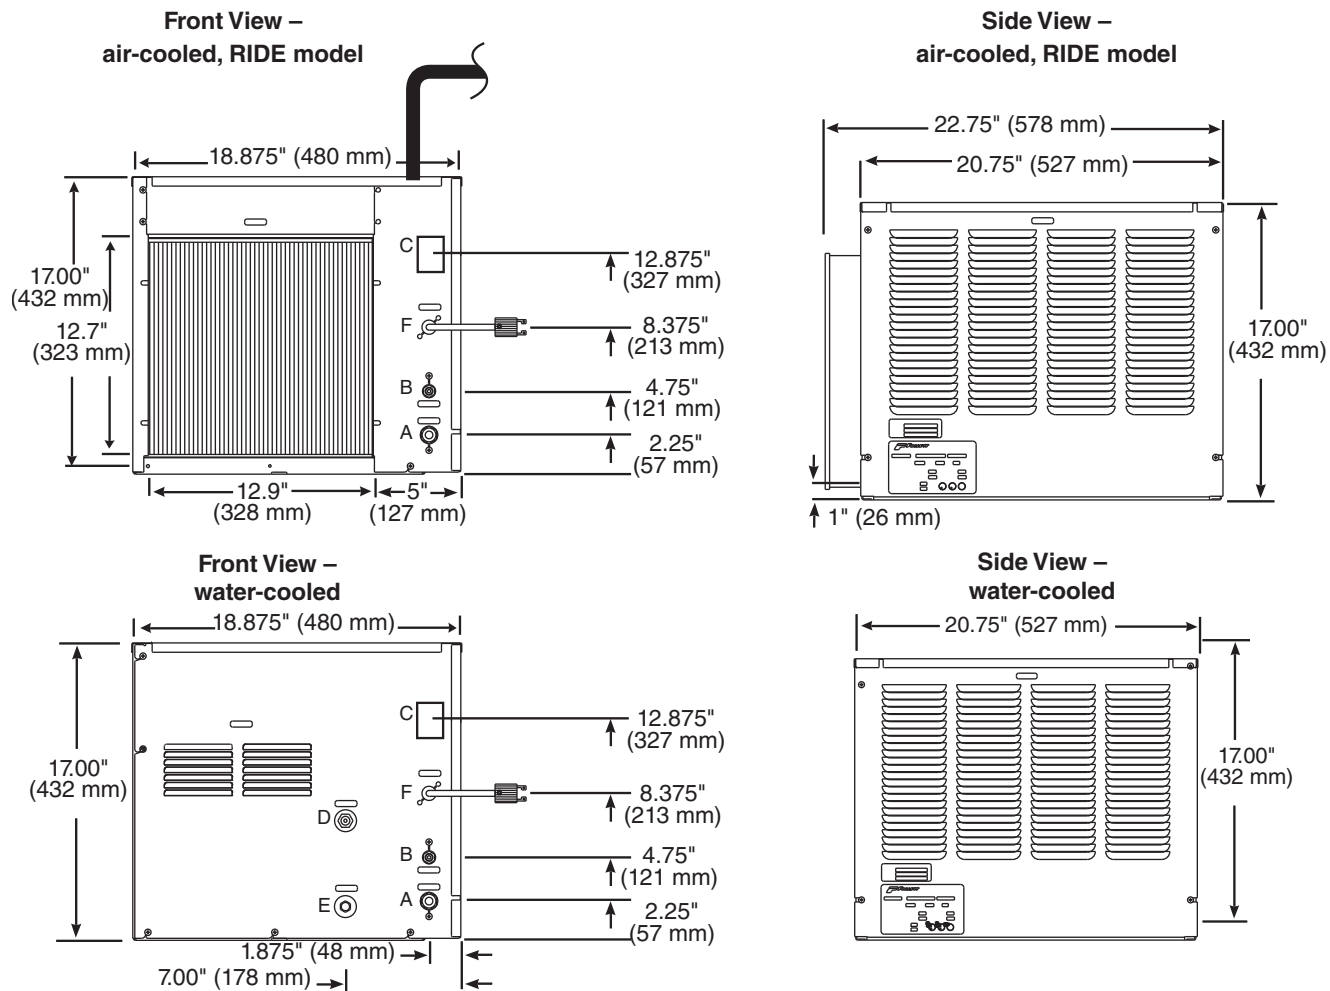 Front View –
air-cooled, RIDE model
18.875" (480 mm)
17.00"
(432 mm)
12.7"
(323 mm)
C
F
B
A
12.875"
(327 mm)
8.375"
(213 mm)
4.75"
(121 mm)
2.25"
(57 mm)
12.9"
(328 mm)
5"
(127 mm)
Side View –
air-cooled, RIDE model
22.75" (578 mm)
20.75" (527 mm)
17.00"
(432 mm)
1" (26 mm)
Front View –
water-cooled
18.875" (480 mm)
17.00"
(432 mm)
C
F
D
B
E
A
12.875"
(327 mm)
8.375"
(213 mm)
4.75"
(121 mm)
2.25"
(57 mm)
1.875" (48 mm)
7.00" (178 mm)
Side View –
water-cooled
20.75" (527 mm)
17.00"
(432 mm)